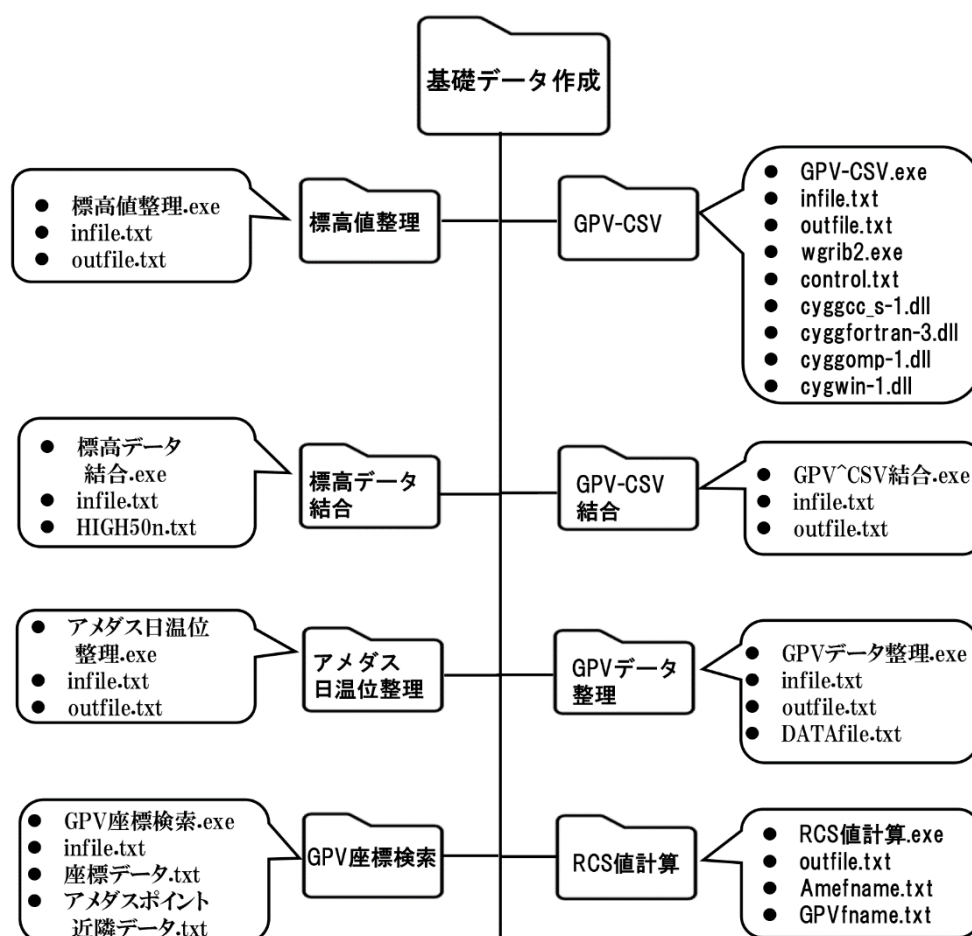 基礎データ作成
標高値整理.exe
infile.txt
outfile.txt
標高値整理
GPV-CSV
GPV-CSV.exe
infile.txt
outfile.txt
wgrib2.exe
control.txt
cyggcc_s-1.dll
cyggfortran-3.dll
cyggomp-1.dll
cygwin-1.dll
標高データ
結合.exe
infile.txt
HIGH50n.txt
標高データ
結合
GPV-CSV
結合
GPV^CSV結合.exe
infile.txt
outfile.txt
アメダス日温位
整理.exe
infile.txt
outfile.txt
アメダス
日温位整理
GPVデータ
整理
GPVデータ整理.exe
infile.txt
outfile.txt
DATAfile.txt
GPV座標検索.exe
infile.txt
座標データ.txt
アメダスポイント
近隣データ.txt
GPV座標検索
RCS値計算
RCS値計算.exe
outfile.txt
Amefname.txt
GPVfname.txt